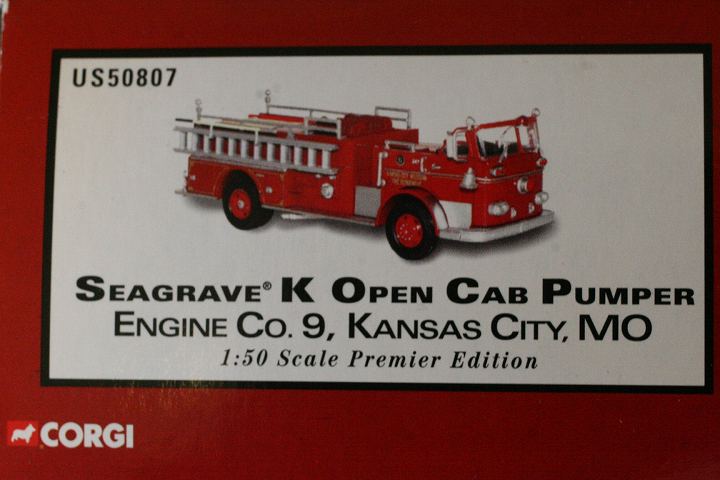 US50807
SEAGRAVE® K OPEN CAB PUMPER
ENGINE CO. 9, KANSAS CITY, MO
1:50 Scale Premier Edition
CORGI